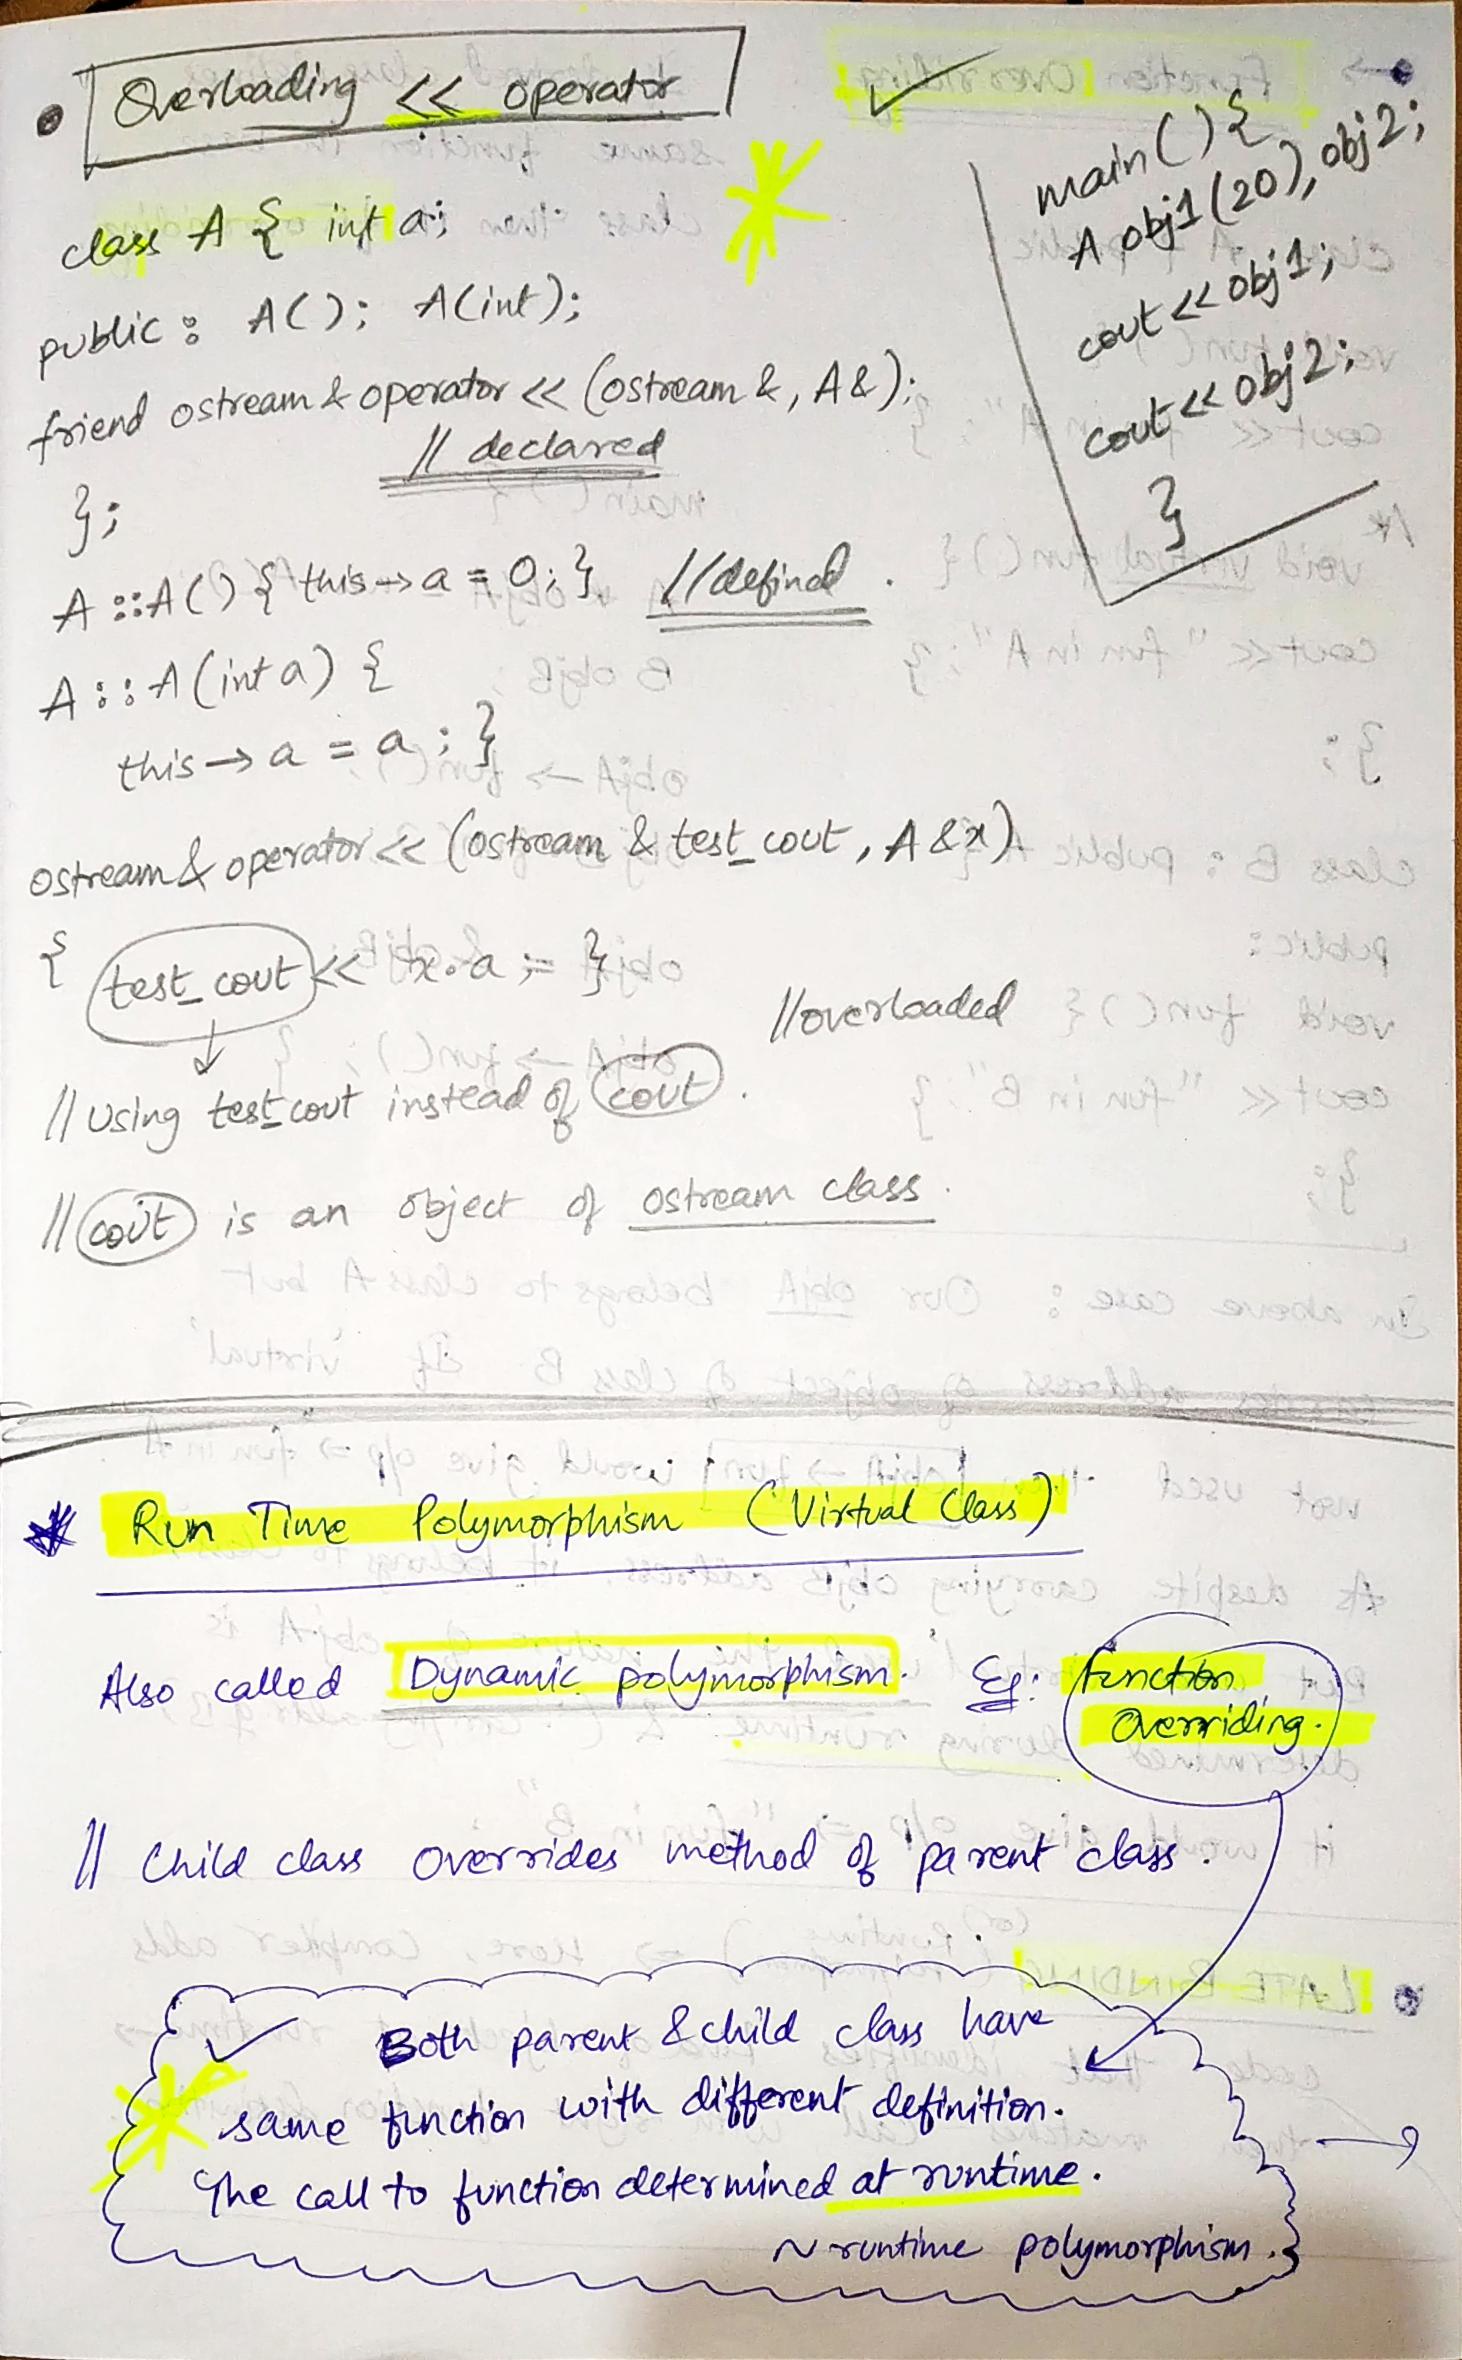 Overloading << operator
class A { int a;
public : A(); A(int);
friend ostream & operator << (ostream &, A&);
// declared
};
A :: A() { this → a = 0; } //defined.
A :: A(int a) {
this → a = a ; }
ostream & operator << (ostream & test_cout, A &x)
{ test_cout << x.a ; }
//overloaded
// Using test_cout instead of cout.
// cout is an object of ostream class.
main() {
A obj1(20), obj2;
cout << obj1;
cout << obj2;
}
Run Time Polymorphism (Virtual Class)
Also called Dynamic polymorphism. Eg: Function
Overriding.
// Child class overrides method of parent class.
Both parent & child class have
same function with different definition.
The call to function determined at runtime.
~ runtime polymorphism.